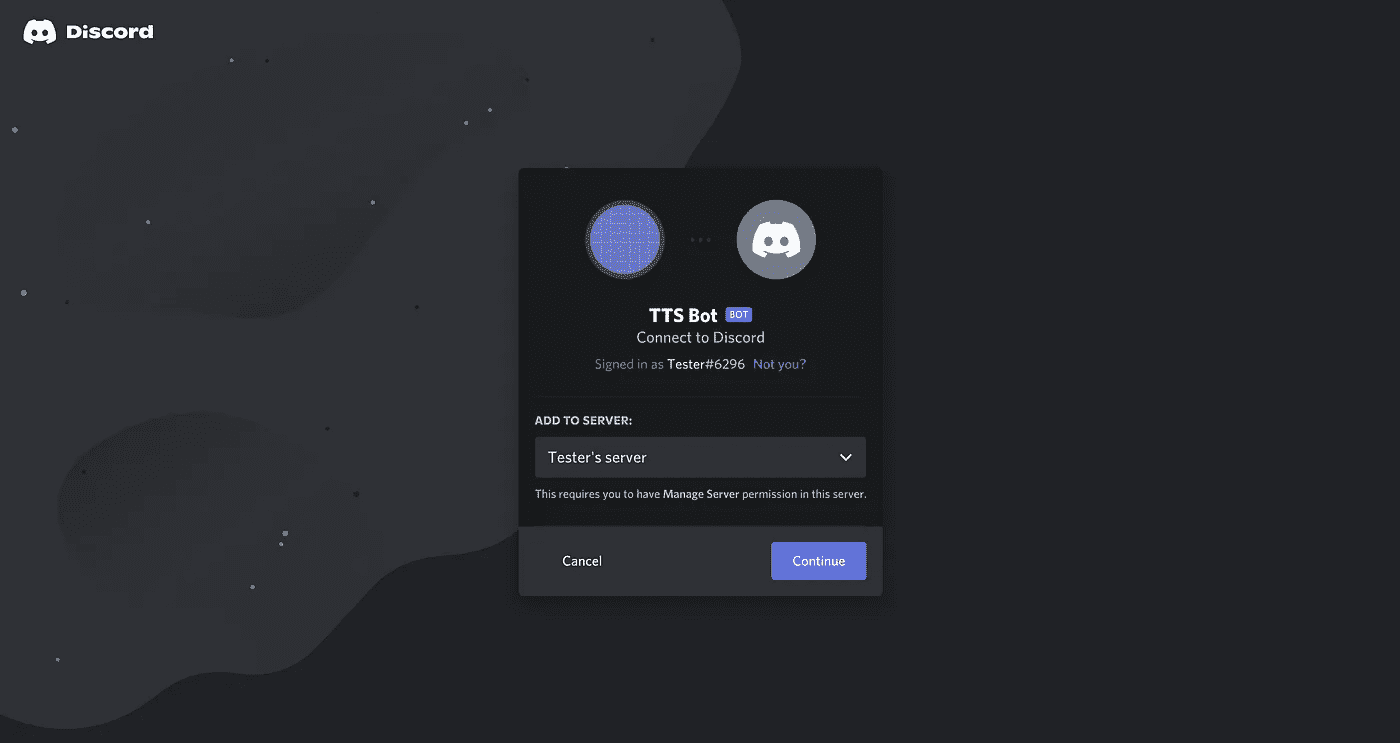 Discord
TTS Bot BOT
Connect to Discord
Signed in as Tester#6296 Not you?
ADD TO SERVER:
Tester's server
This requires you to have Manage Server permission in this server.
Cancel
Continue